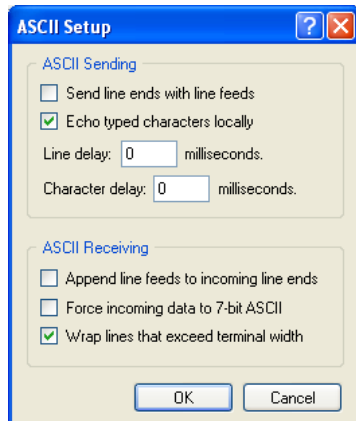 ASCII Setup
ASCII Sending
Send line ends with line feeds
Echo typed characters locally
Line delay: 0 milliseconds.
Character delay: 0 milliseconds.
ASCII Receiving
Append line feeds to incoming line ends
Force incoming data to 7-bit ASCII
Wrap lines that exceed terminal width
OK Cancel